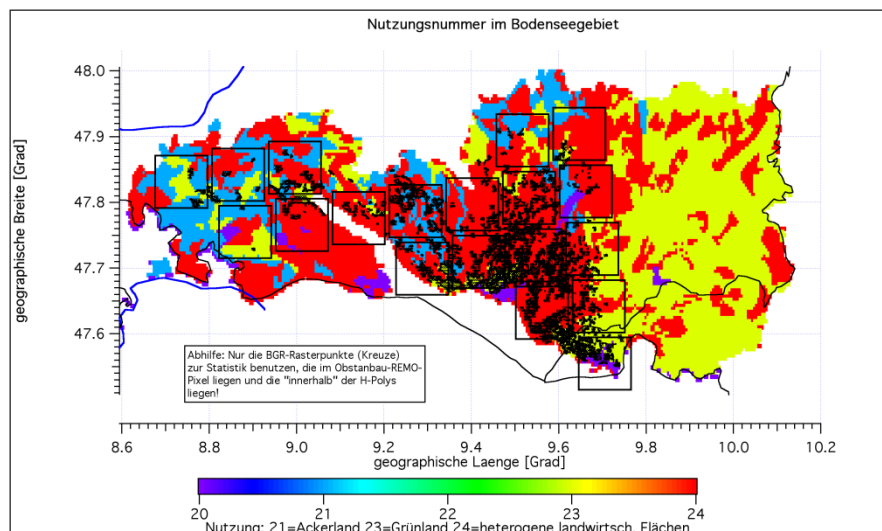 Nutzungsnummer im Bodenseegebiet
geographische Breite [Grad]
48.0
47.9
47.8
47.7
47.6
Abhilfe: Nur die BGR-Rasterpunkte (Kreuze)
zur Statistik benutzen, die im Obstanbau-REMO-
Pixel liegen und die "innerhalb" der H-Polys
liegen!
8.6 8.8 9.0 9.2 9.4 9.6 9.8 10.0 10.2
geographische Laenge [Grad]
20 21 22 23 24
Nutzung: 21=Ackerland 23=Grünland 24=heterogene landwirtsch. Flächen